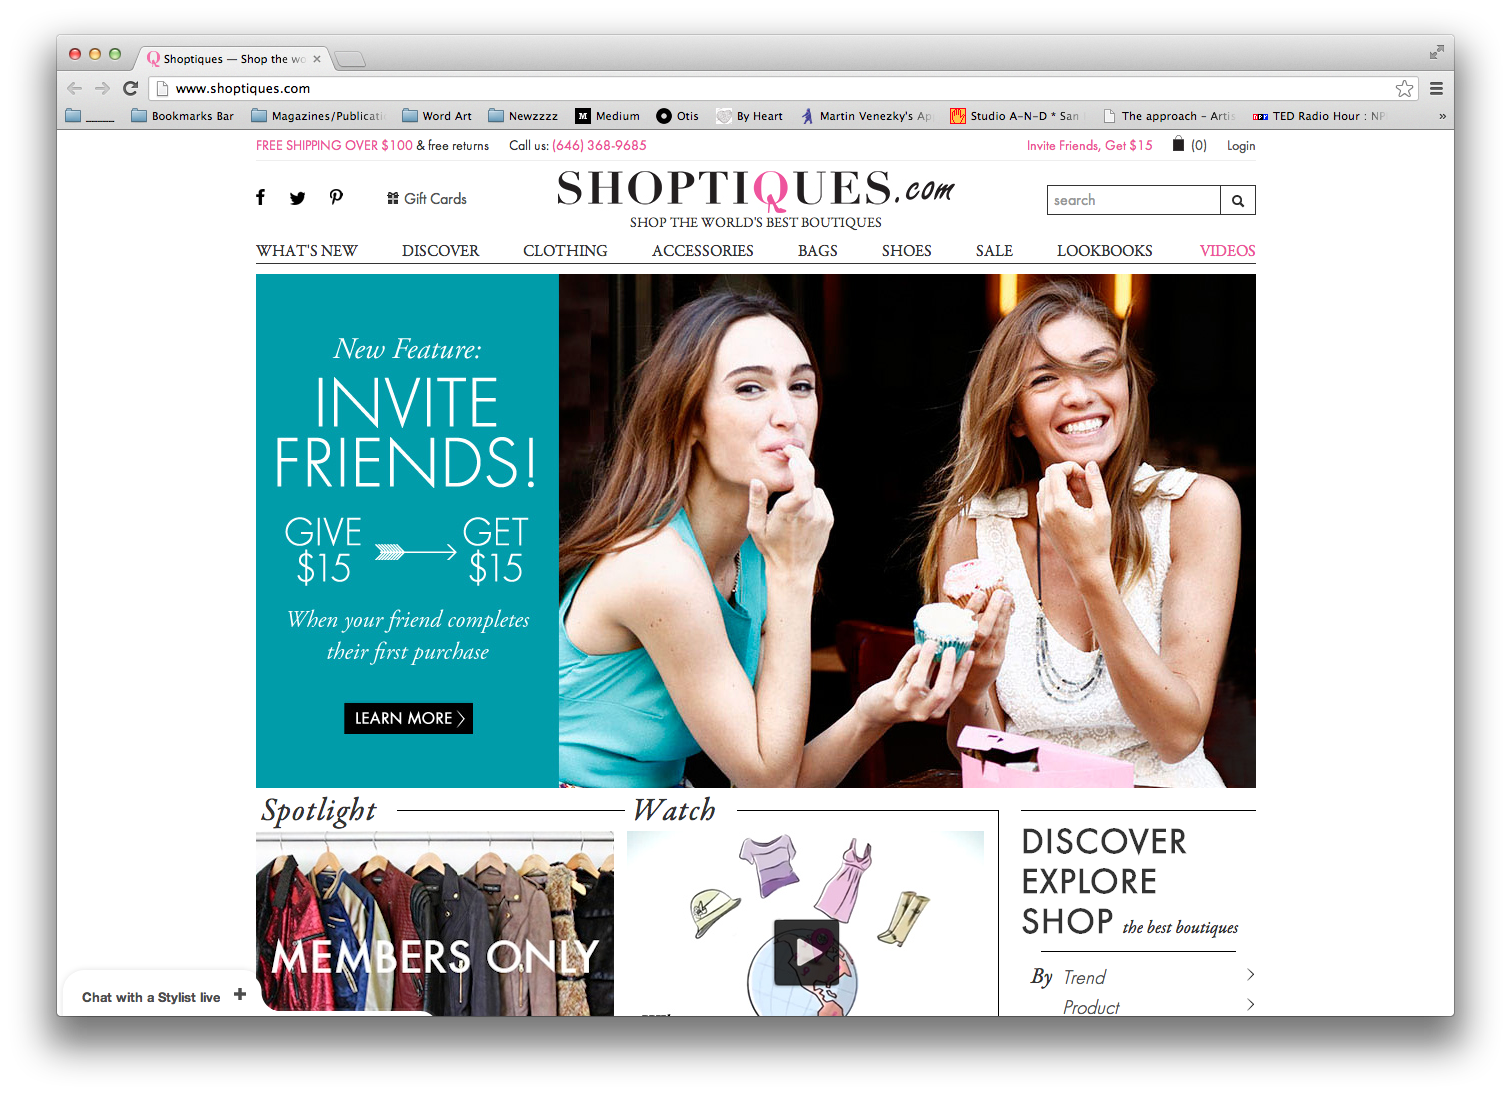 Shoptiques — Shop the wo
www.shoptiques.com
Bookmarks Bar
Magazines/Publicati
Word Art
Newzzzz
M Medium
Otis
By Heart
Martin Venezky's Ap
Studio A-N-D * San
The approach - Artis
TED Radio Hour : NP
»
FREE SHIPPING OVER $100 & free returns
Call us: (646) 368-9685
Invite Friends, Get $15
(0)
Login
Gift Cards
SHOPTIQUES.com
SHOP THE WORLD'S BEST BOUTIQUES
search
WHAT'S NEW
DISCOVER
CLOTHING
ACCESSORIES
BAGS
SHOES
SALE
LOOKBOOKS
VIDEOS
New Feature:
INVITE
FRIENDS!
GIVE
$15
GET
$15
When your friend completes
their first purchase
LEARN MORE
Spotlight
MEMBERS ONLY
Watch
DISCOVER
EXPLORE
SHOP the best boutiques
By Trend
Product
Chat with a Stylist live +